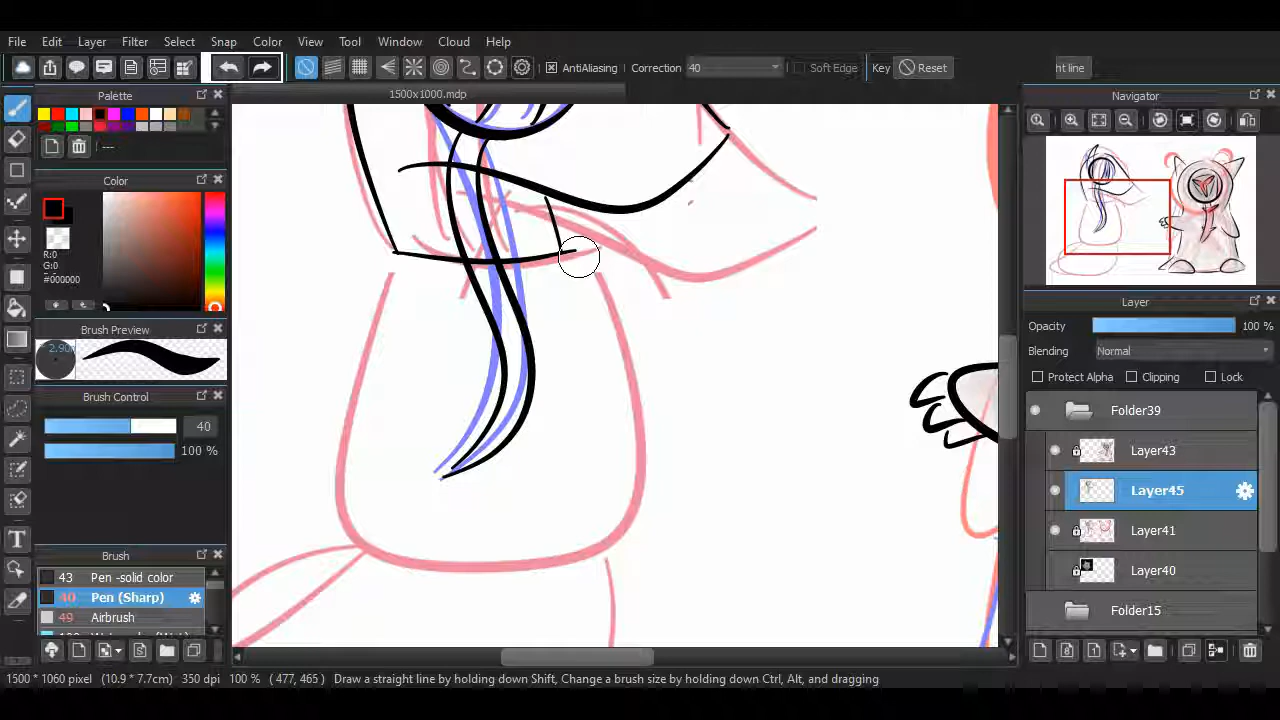 File Edit Layer Filter Select Snap Color View Tool Window Cloud Help
AntiAliasing Correction 40 Soft Edge Key Reset ht line
Palette
1500x1000.mdp
Navigator
---
Color
R:0
G:0
B:0
#000000
Brush Preview
2.90
Brush Control
40
100 %
Layer
Opacity 100 %
Blending Normal
Protect Alpha Clipping Lock
Folder39
Layer43
Layer45
Layer41
Layer40
Folder15
Brush
43 Pen -solid color
40 Pen (Sharp)
49 Airbrush
1500 * 1060 pixel (10.9 * 7.7cm) 350 dpi 100 % ( 477, 465 ) Draw a straight line by holding down Shift, Change a brush size by holding down Ctrl, Alt, and dragging